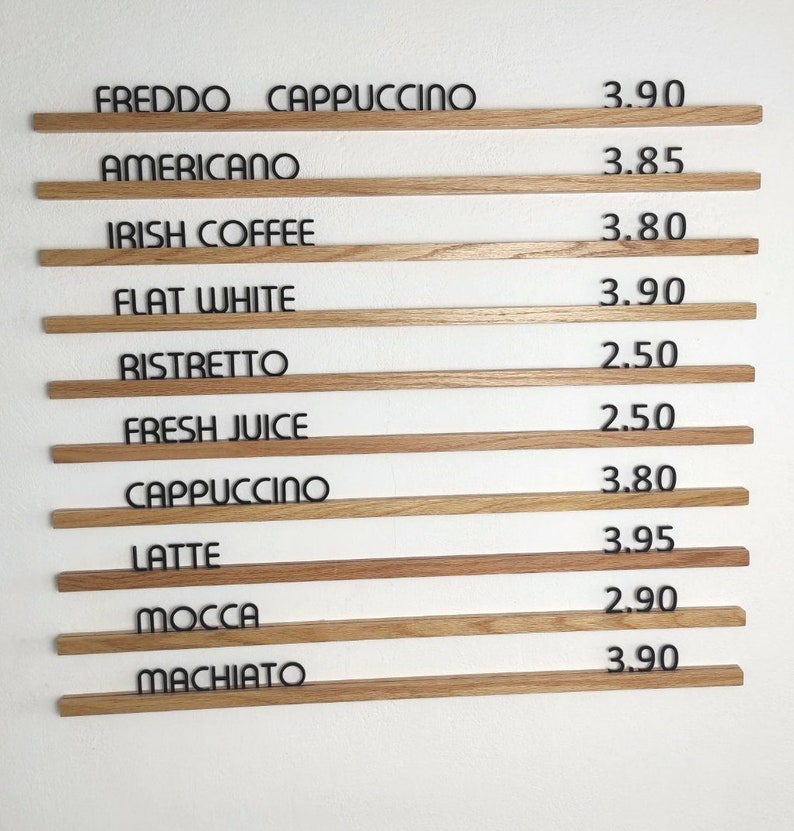 FREDDO CAPPUCCINO 3.90
AMERICANO 3.85
IRISH COFFEE 3.80
FLAT WHITE 3.90
RISTRETTO 2.50
FRESH JUICE 2.50
CAPPUCCINO 3.80
LATTE 3.95
MOCCA 2.90
MACHIATO 3.90